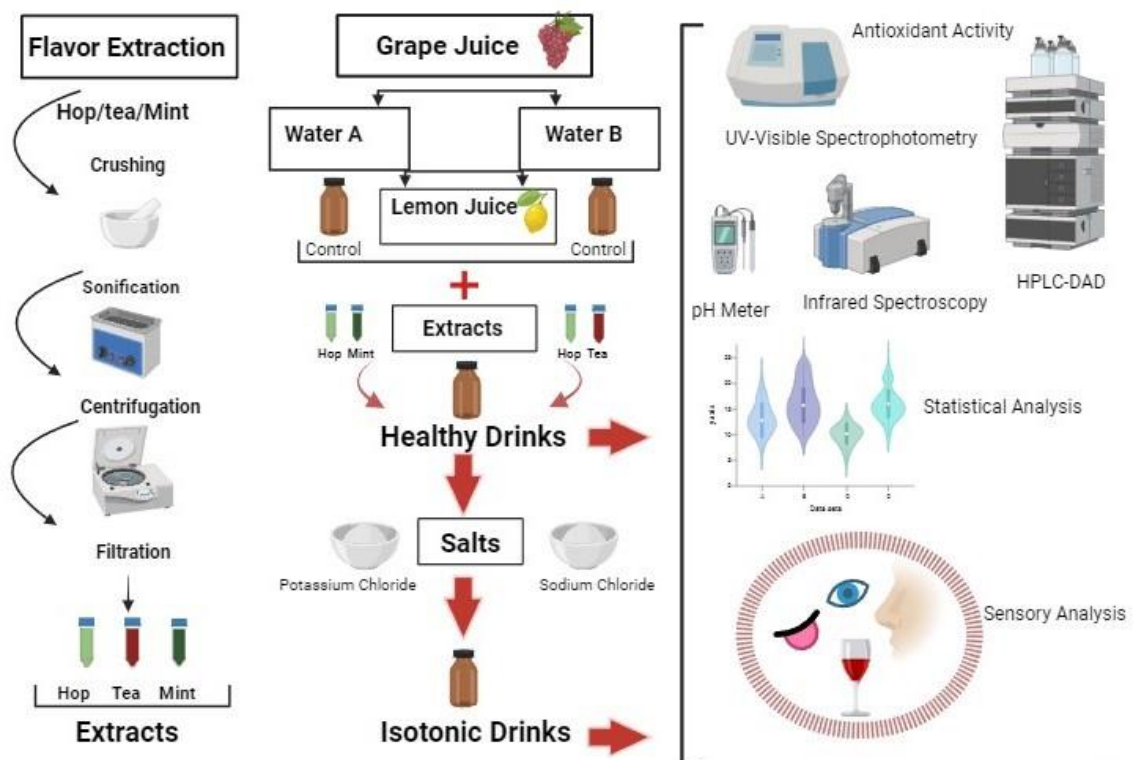 Flavor Extraction
Hop/tea/Mint
Crushing
Sonification
Centrifugation
Filtration
Hop Tea Mint
Extracts
Grape Juice
Water A
Water B
Lemon Juice
Control
Control
+
Extracts
Hop Mint
Hop Tea
Healthy Drinks
Salts
Potassium Chloride
Sodium Chloride
Isotonic Drinks
Antioxidant Activity
UV-Visible Spectrophotometry
HPLC-DAD
pH Meter
Infrared Spectroscopy
Statistical Analysis
Data sets
Sensory Analysis